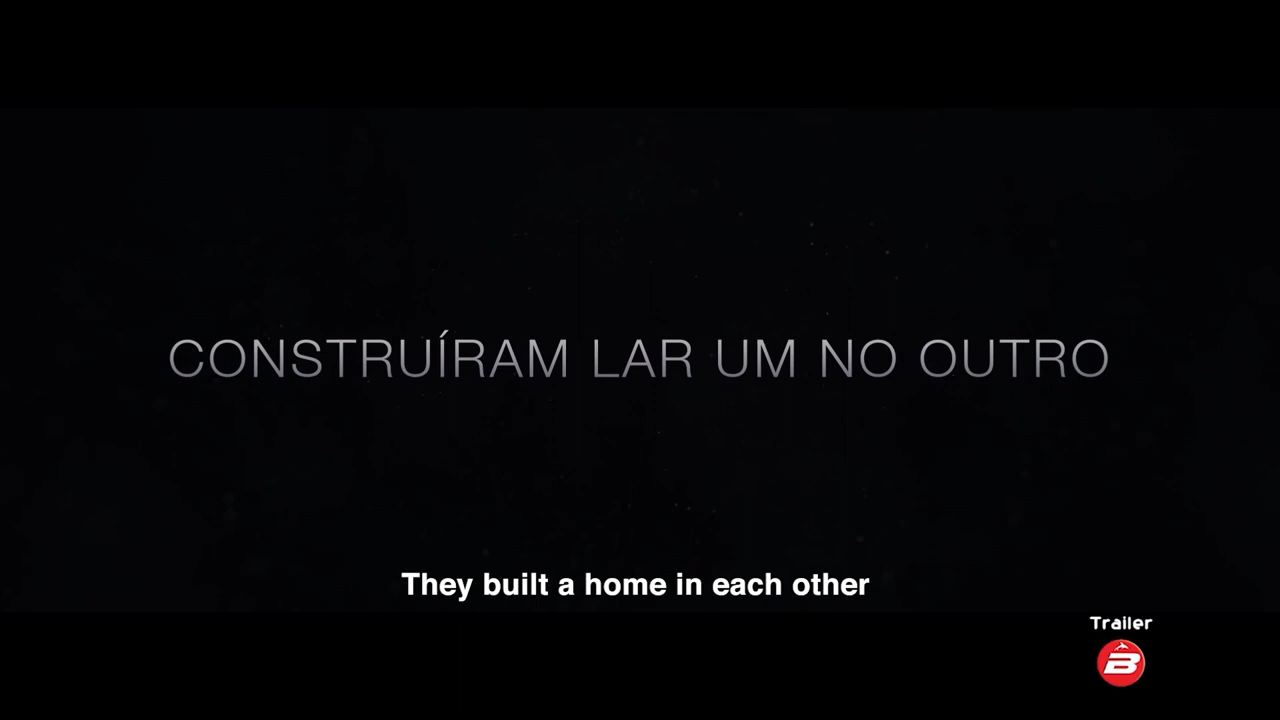 CONSTRUÍRAM LAR UM NO OUTRO
They built a home in each other
Trailer
B